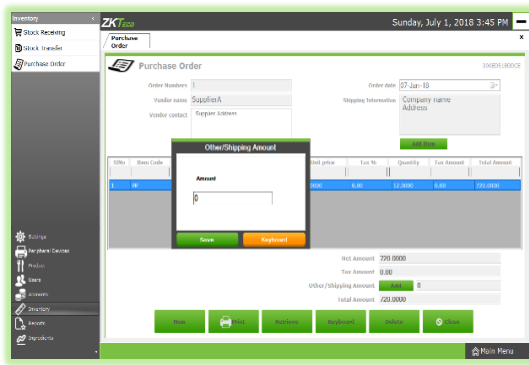 Inventory
Stock Receiving
Stock Transfer
Purchase Order
Settings
Peripheral Devices
Product
Users
Accounts
Inventory
Reports
Ingredients
ZKTeco
Sunday, July 1, 2018 3:45 PM
Purchase
Order
x
Purchase Order
Order Numbers 1
Order date 07-Jan-18
Vendor name SupplierA
Shipping Information Company name
Address
Vendor contact Suppier Address
Add Item
Other/Shipping Amount
Amount
0
Save Keyboard
SlNo Item Code Unit price Tax % Quantity Tax Amount Total Amount
1 0.00 12.0000 0.00 720.0000
Net Amount 720.0000
Tax Amount 0.00
Other/Shipping Amount Add 0
Total Amount 720.0000
New Print Retrieve Keyboard Delete Close
Main Menu